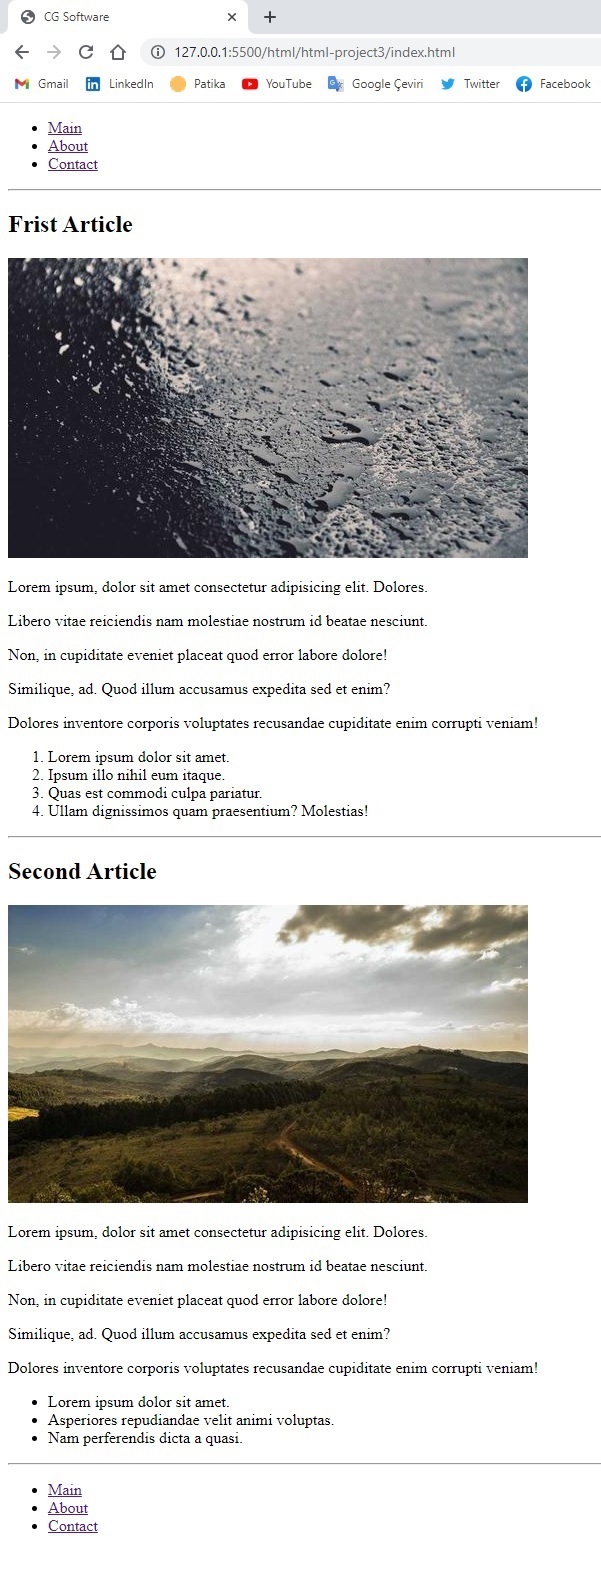 CG Software
127.0.0.1:5500/html/html-project3/index.html
Gmail LinkedIn Patika YouTube Google Çeviri Twitter Facebook
Main
About
Contact
Frist Article
Lorem ipsum, dolor sit amet consectetur adipisicing elit. Dolores.
Libero vitae reiciendis nam molestiae nostrum id beatae nesciunt.
Non, in cupiditate eveniet placeat quod error labore dolore!
Similique, ad. Quod illum accusamus expedita sed et enim?
Dolores inventore corporis voluptates recusandae cupiditate enim corrupti veniam!
1. Lorem ipsum dolor sit amet.
2. Ipsum illo nihil eum itaque.
3. Quas est commodi culpa pariatur.
4. Ullam dignissimos quam praesentium? Molestias!
Second Article
Lorem ipsum, dolor sit amet consectetur adipisicing elit. Dolores.
Libero vitae reiciendis nam molestiae nostrum id beatae nesciunt.
Non, in cupiditate eveniet placeat quod error labore dolore!
Similique, ad. Quod illum accusamus expedita sed et enim?
Dolores inventore corporis voluptates recusandae cupiditate enim corrupti veniam!
Lorem ipsum dolor sit amet.
Asperiores repudiandae velit animi voluptas.
Nam perferendis dicta a quasi.
Main
About
Contact